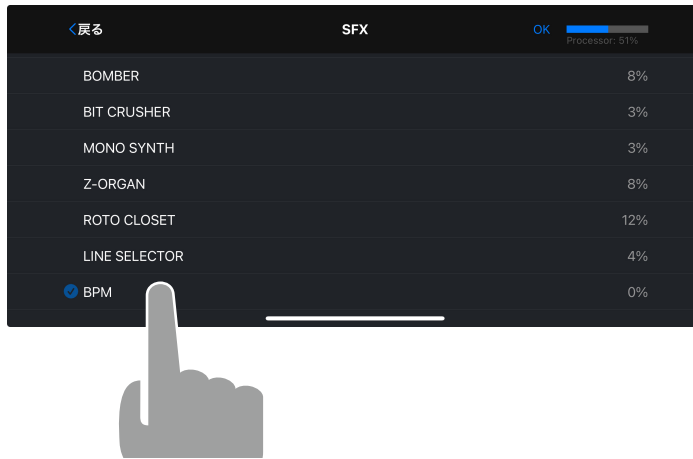 戻る SFX OK
Processor: 51%
BOMBER 8%
BIT CRUSHER 3%
MONO SYNTH 3%
Z-ORGAN 8%
ROTO CLOSET 12%
LINE SELECTOR 4%
BPM 0%